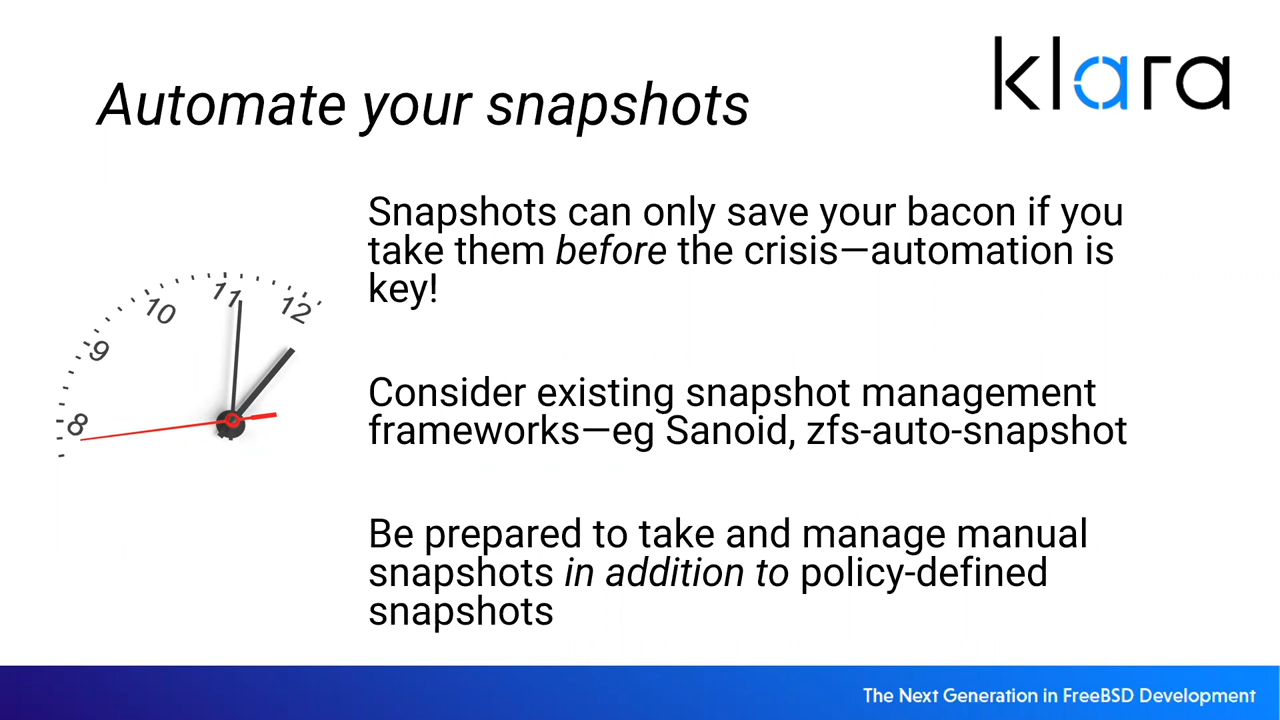 klara
Automate your snapshots
Snapshots can only save your bacon if you
take them before the crisis—automation is
key!
Consider existing snapshot management
frameworks—eg Sanoid, zfs-auto-snapshot
Be prepared to take and manage manual
snapshots in addition to policy-defined
snapshots
8
9
10
11
12
The Next Generation in FreeBSD Development